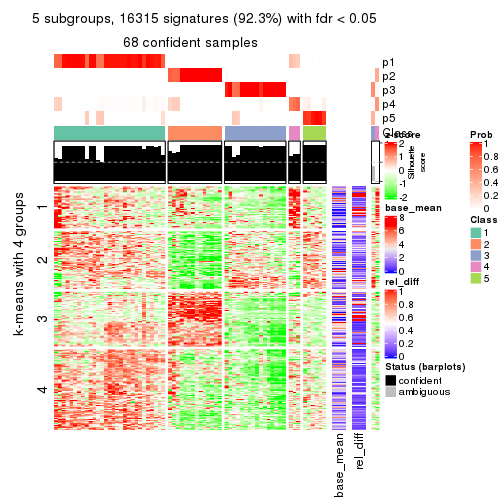 5 subgroups, 16315 signatures (92.3%) with fdr < 0.05
68 confident samples
p1
p2
p3
p4
p5
Class
Silhouette
score
k-means with 4 groups
1
2
3
4
base_mean
rel_diff
z-score
2
1
0
-1
-2
base_mean
8
6
4
2
0
rel_diff
1
0.8
0.6
0.4
0.2
0
Status (barplots)
confident
ambiguous
Prob
1
0.8
0.6
0.4
0.2
0
Class
1
2
3
4
5